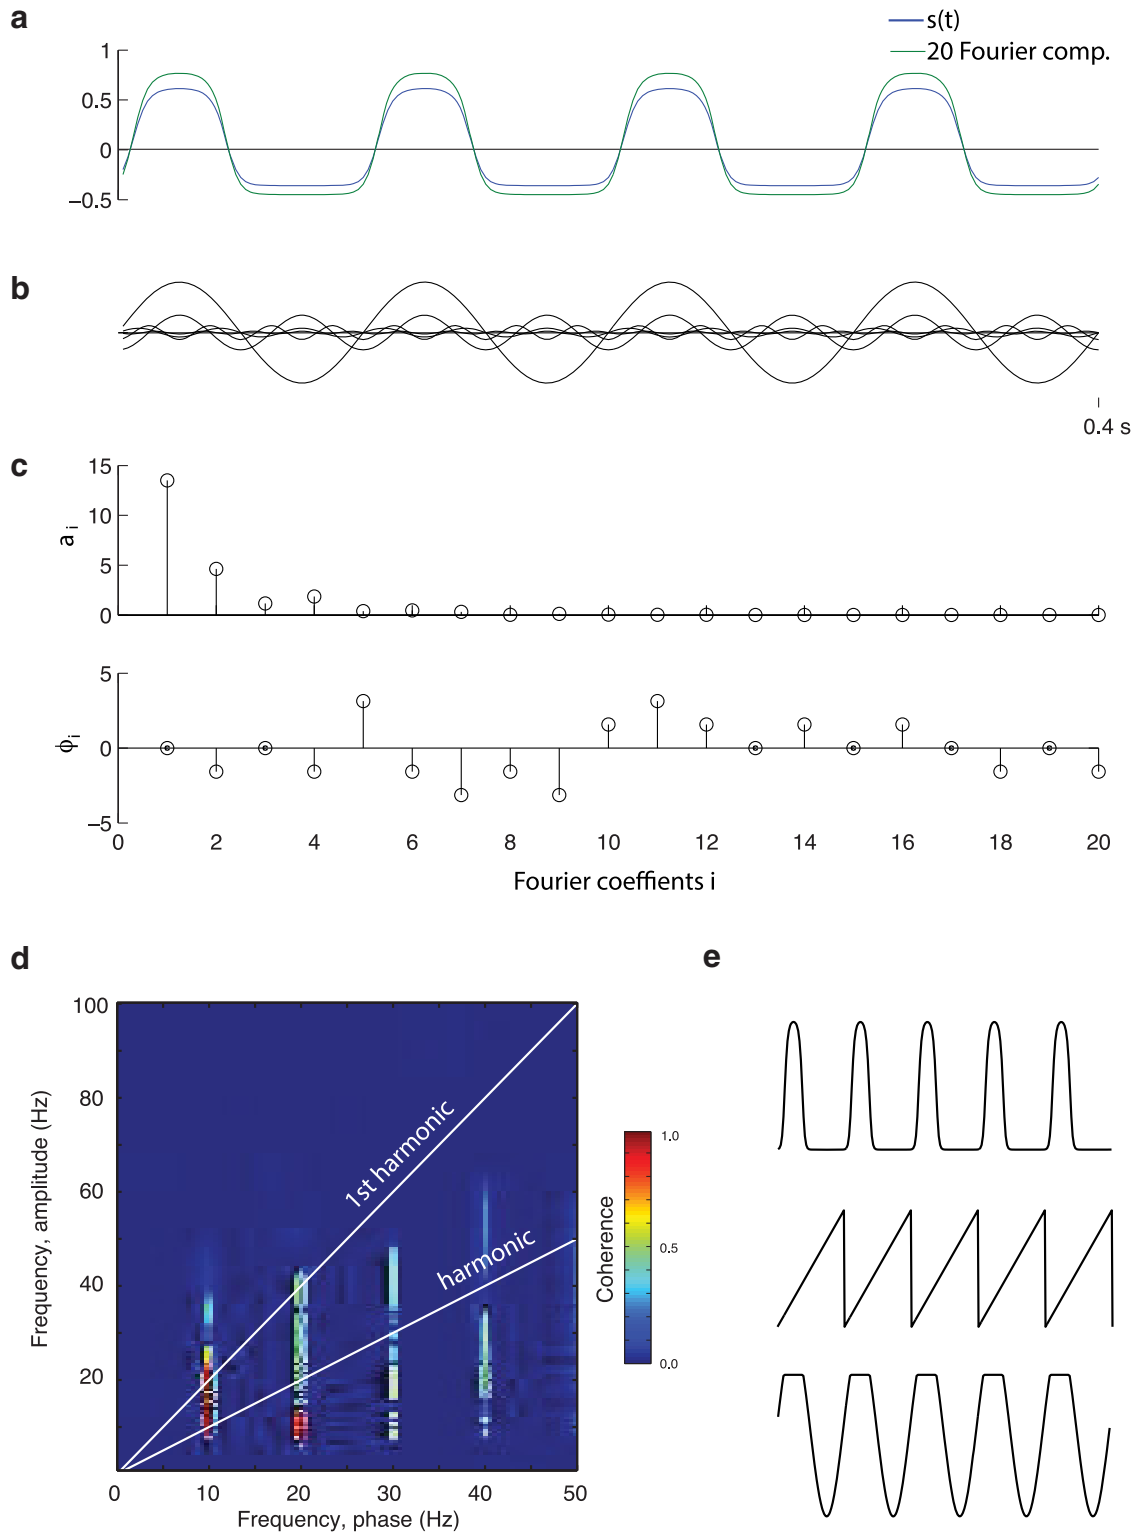 a
s(t)
20 Fourier comp.
1
0.5
0
−0.5
b
0.4 s
c
15
10
5
0
a i
5
0
−5
ϕi
0 2 4 6 8 10 12 14 16 18 20
Fourier coeffients i
d
e
100
80
60
40
20
Frequency, amplitude (Hz)
1st harmonic
harmonic
0 10 20 30 40 50
Frequency, phase (Hz)
1.0
0.5
0.0
Coherence